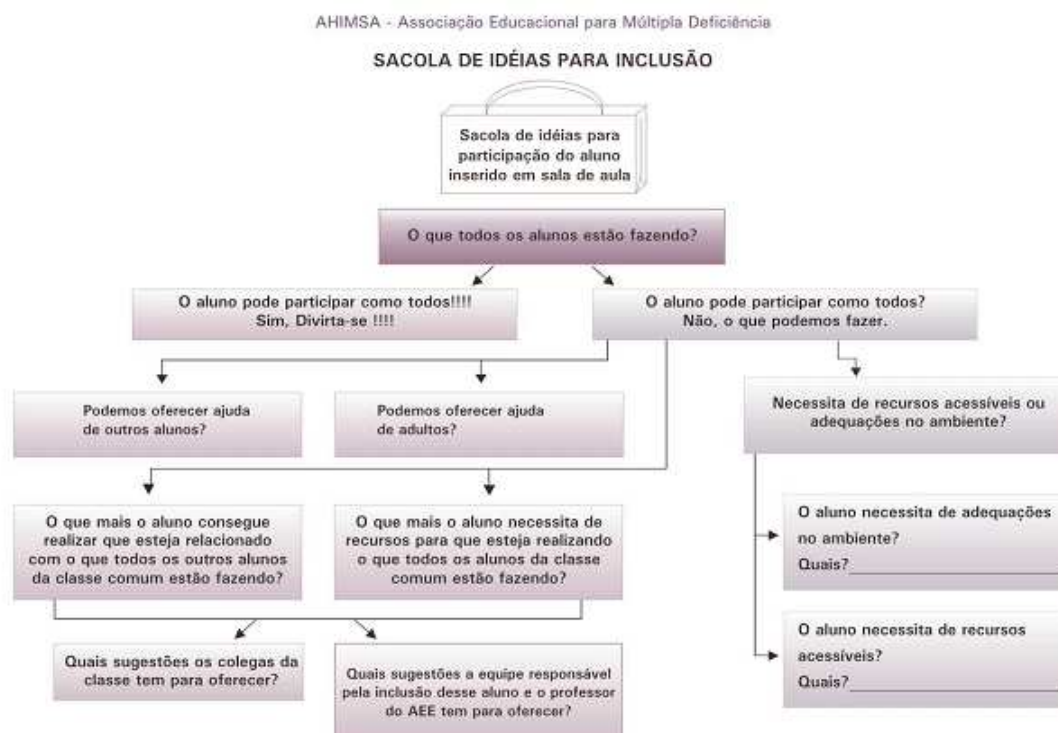 AHIMSA - Associação Educacional para Múltipla Deficiência
SACOLA DE IDÉIAS PARA INCLUSÃO
Sacola de idéias para
participação do aluno
inserido em sala de aula
O que todos os alunos estão fazendo?
O aluno pode participar como todos!!!!
Sim, Divirta-se !!!!
O aluno pode participar como todos?
Não, o que podemos fazer.
Podemos oferecer ajuda
de outros alunos?
Podemos oferecer ajuda
de adultos?
Necessita de recursos acessíveis ou
adequações no ambiente?
O que mais o aluno consegue
realizar que esteja relacionado
com o que todos os outros alunos
da classe comum estão fazendo?
O que mais o aluno necessita de
recursos para que esteja realizando
o que todos os alunos da classe
comum estão fazendo?
O aluno necessita de adequações
no ambiente?
Quais?
O aluno necessita de recursos
acessíveis?
Quais?
Quais sugestões os colegas da
classe tem para oferecer?
Quais sugestões a equipe responsável
pela inclusão desse aluno e o professor
do AEE tem para oferecer?